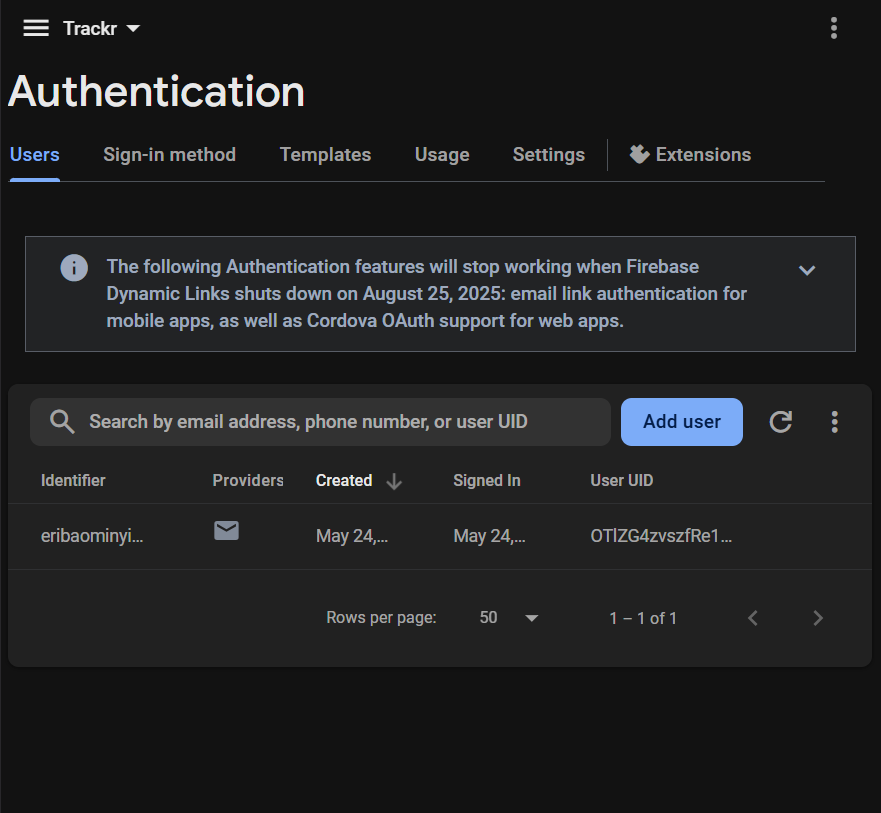 Trackr
Authentication
Users Sign-in method Templates Usage Settings Extensions
The following Authentication features will stop working when Firebase
Dynamic Links shuts down on August 25, 2025: email link authentication for
mobile apps, as well as Cordova OAuth support for web apps.
Search by email address, phone number, or user UID Add user
Identifier Providers Created Signed In User UID
eribaominyi... May 24,... May 24,... OTlZG4zvszfRe1...
Rows per page: 50 1 – 1 of 1